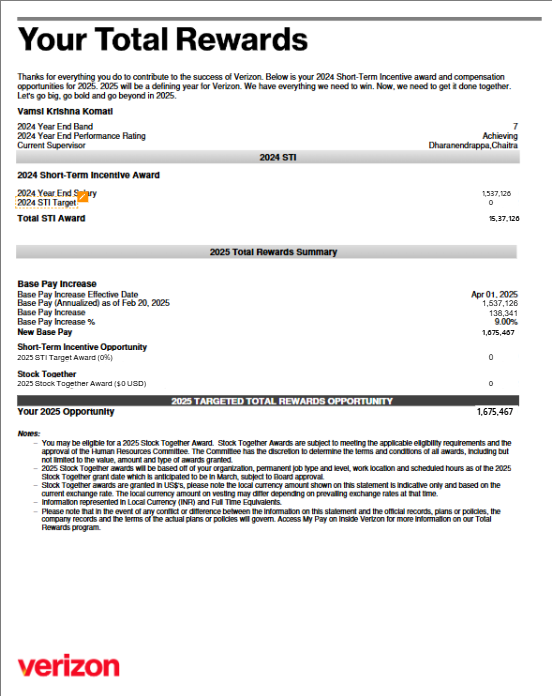 Your Total Rewards
Thanks for everything you do to contribute to the success of Verizon. Below is your 2024 Short-Term Incentive award and compensation
opportunities for 2025. 2025 will be a defining year for Verizon. We have everything we need to win. Now, we need to get it done together.
Let's go big, go bold and go beyond in 2025.
Vamsi Krishna Komati
2024 Year End Band 7
2024 Year End Performance Rating Achieving
Current Supervisor Dharanendrappa,Chaitra
2024 STI
2024 Short-Term Incentive Award
2024 Year End Salary 1,537,126
2024 STI Target 0
Total STI Award 15,37,126
2025 Total Rewards Summary
Base Pay Increase
Base Pay Increase Effective Date Apr 01, 2025
Base Pay (Annualized) as of Feb 20, 2025 1,537,126
Base Pay Increase 138,341
Base Pay Increase % 9.00%
New Base Pay 1,675,467
Short-Term Incentive Opportunity
2025 STI Target Award (0%) 0
Stock Together
2025 Stock Together Award ($0 USD) 0
2025 TARGETED TOTAL REWARDS OPPORTUNITY
Your 2025 Opportunity 1,675,467
Notes:
– You may be eligible for a 2025 Stock Together Award. Stock Together Awards are subject to meeting the applicable eligibility requirements and the
approval of the Human Resources Committee. The Committee has the discretion to determine the terms and conditions of all awards, including but
not limited to the value, amount and type of awards granted.
– 2025 Stock Together awards will be based off of your organization, permanent job type and level, work location and scheduled hours as of the 2025
Stock Together grant date which is anticipated to be in March, subject to Board approval.
– Stock Together awards are granted in US$'s, please note the local currency amount shown on this statement is indicative only and based on the
current exchange rate. The local currency amount on vesting may differ depending on prevailing exchange rates at that time.
– Information represented in Local Currency (INR) and Full Time Equivalents.
– Please note that in the event of any conflict or difference between the information on this statement and the official records, plans or policies, the
company records and the terms of the actual plans or policies will govern. Access My Pay on Inside Verizon for more information on our Total
Rewards program.
verizon